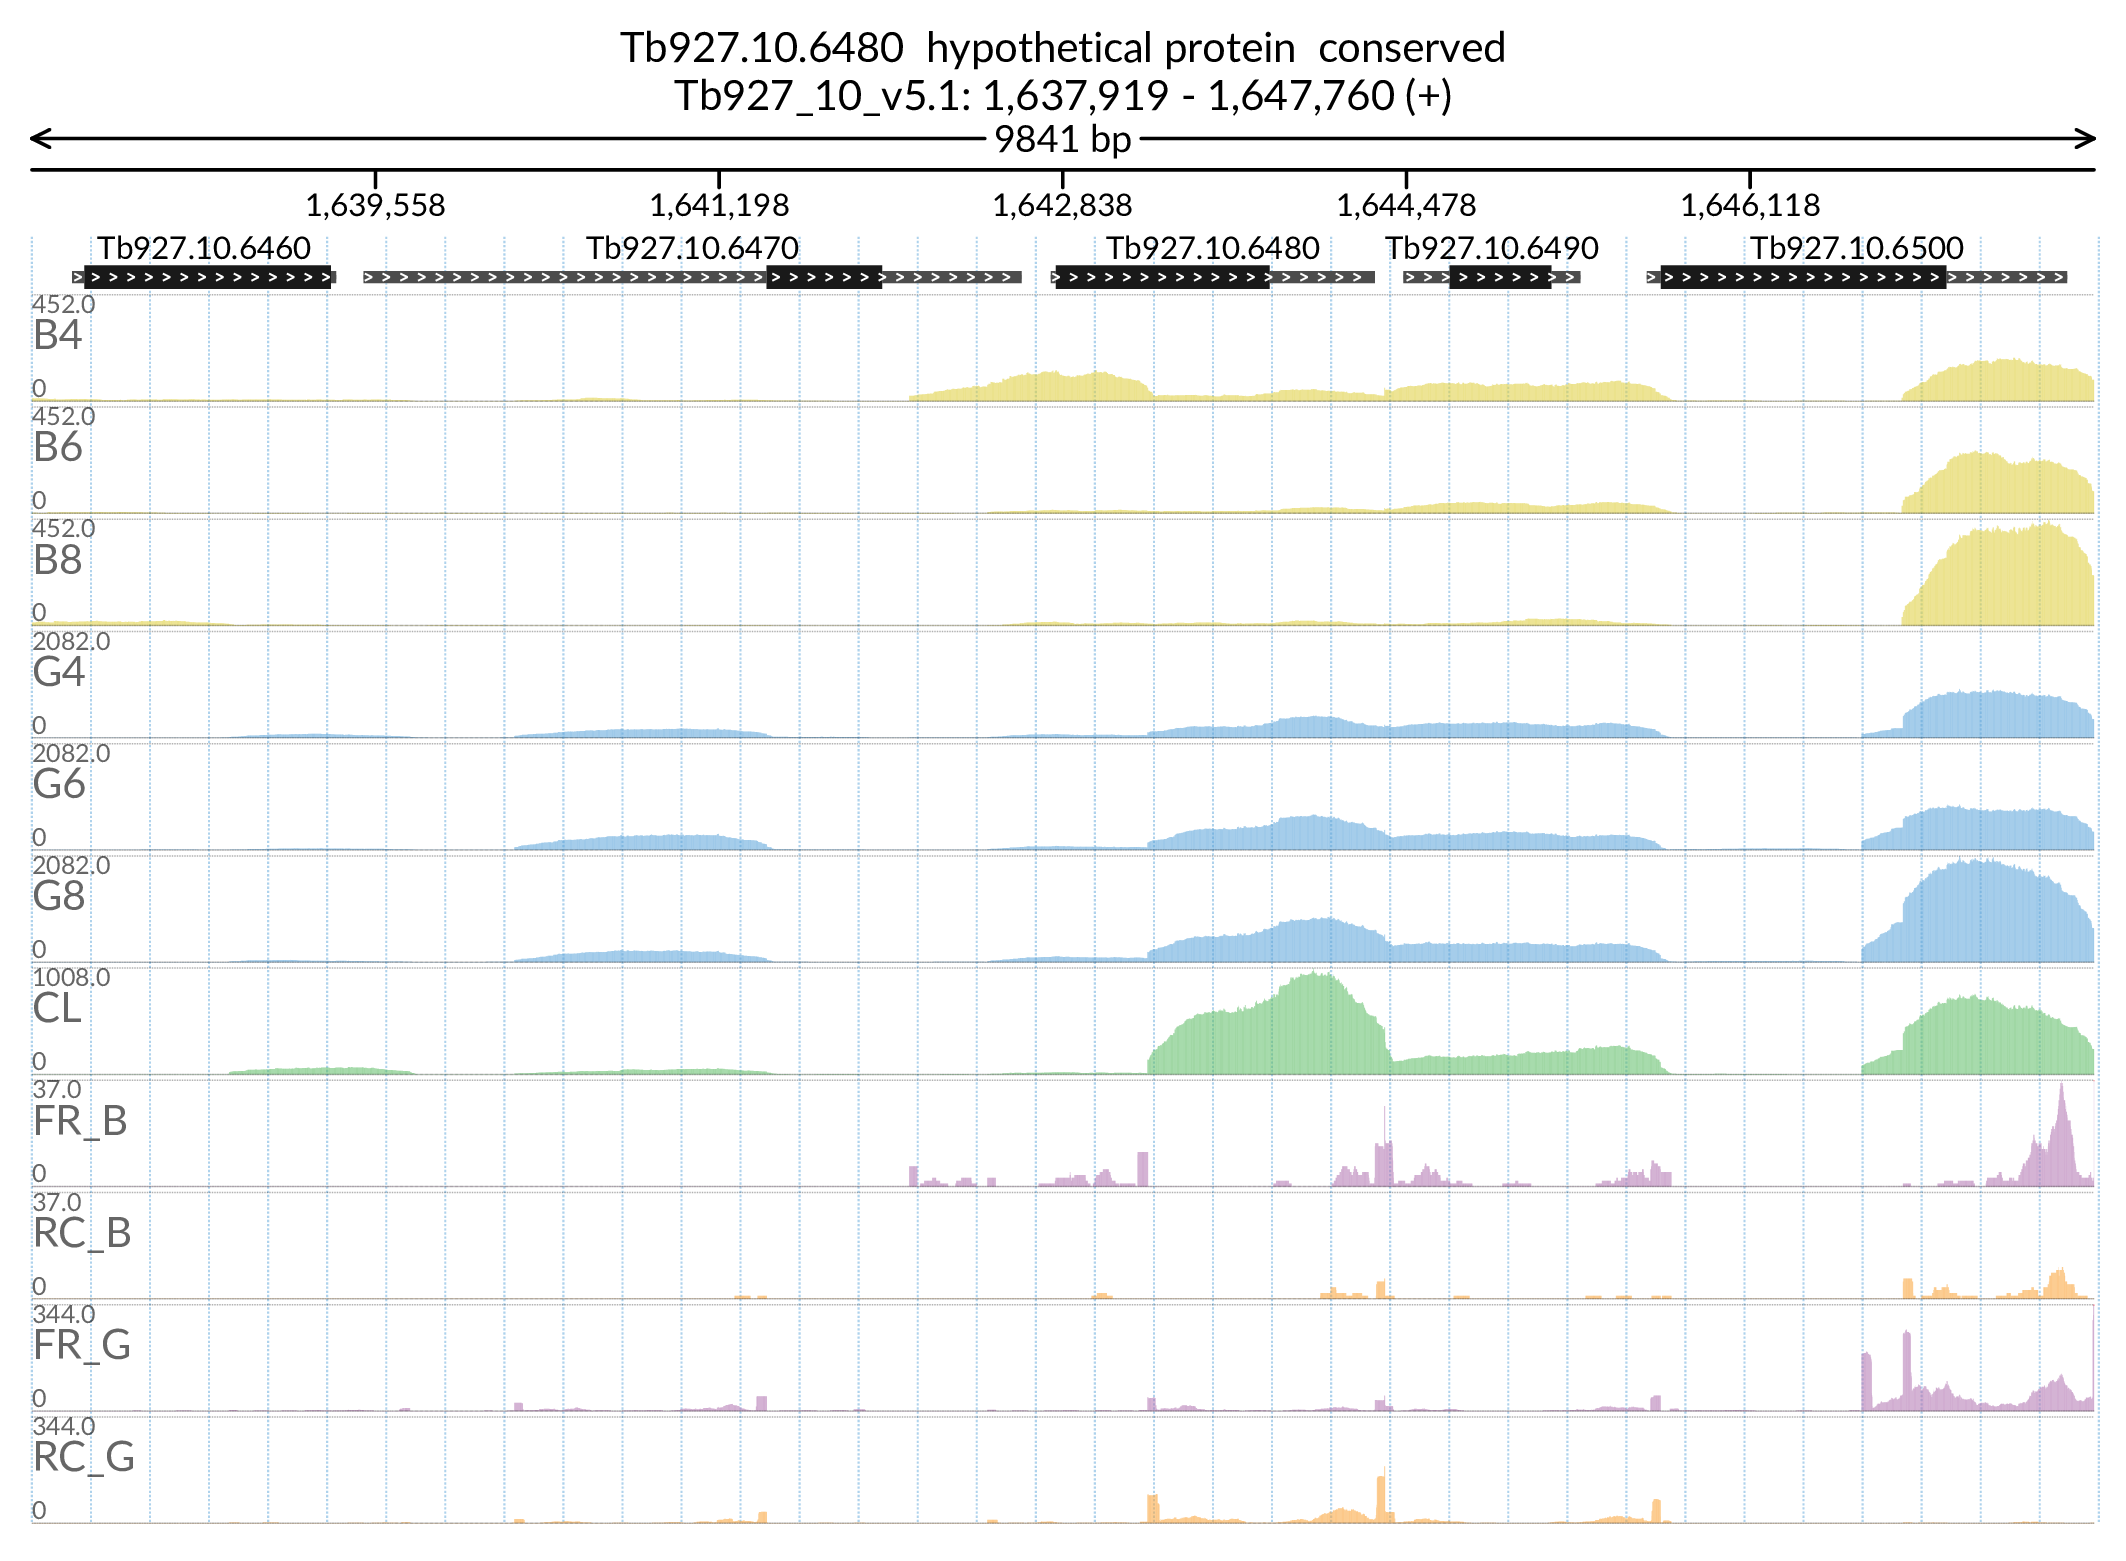 Tb927.10.6480  hypothetical protein  conserved
Tb927_10_v5.1: 1,637,919 - 1,647,760 (+)
9841 bp
1,639,558 1,641,198 1,642,838 1,644,478 1,646,118
Tb927.10.6460 Tb927.10.6470 Tb927.10.6480 Tb927.10.6490 Tb927.10.6500
452.0
B4
0
452.0
B6
0
452.0
B8
0
2082.0
G4
0
2082.0
G6
0
2082.0
G8
0
1008.0
CL
0
37.0
FR_B
0
37.0
RC_B
0
344.0
FR_G
0
344.0
RC_G
0